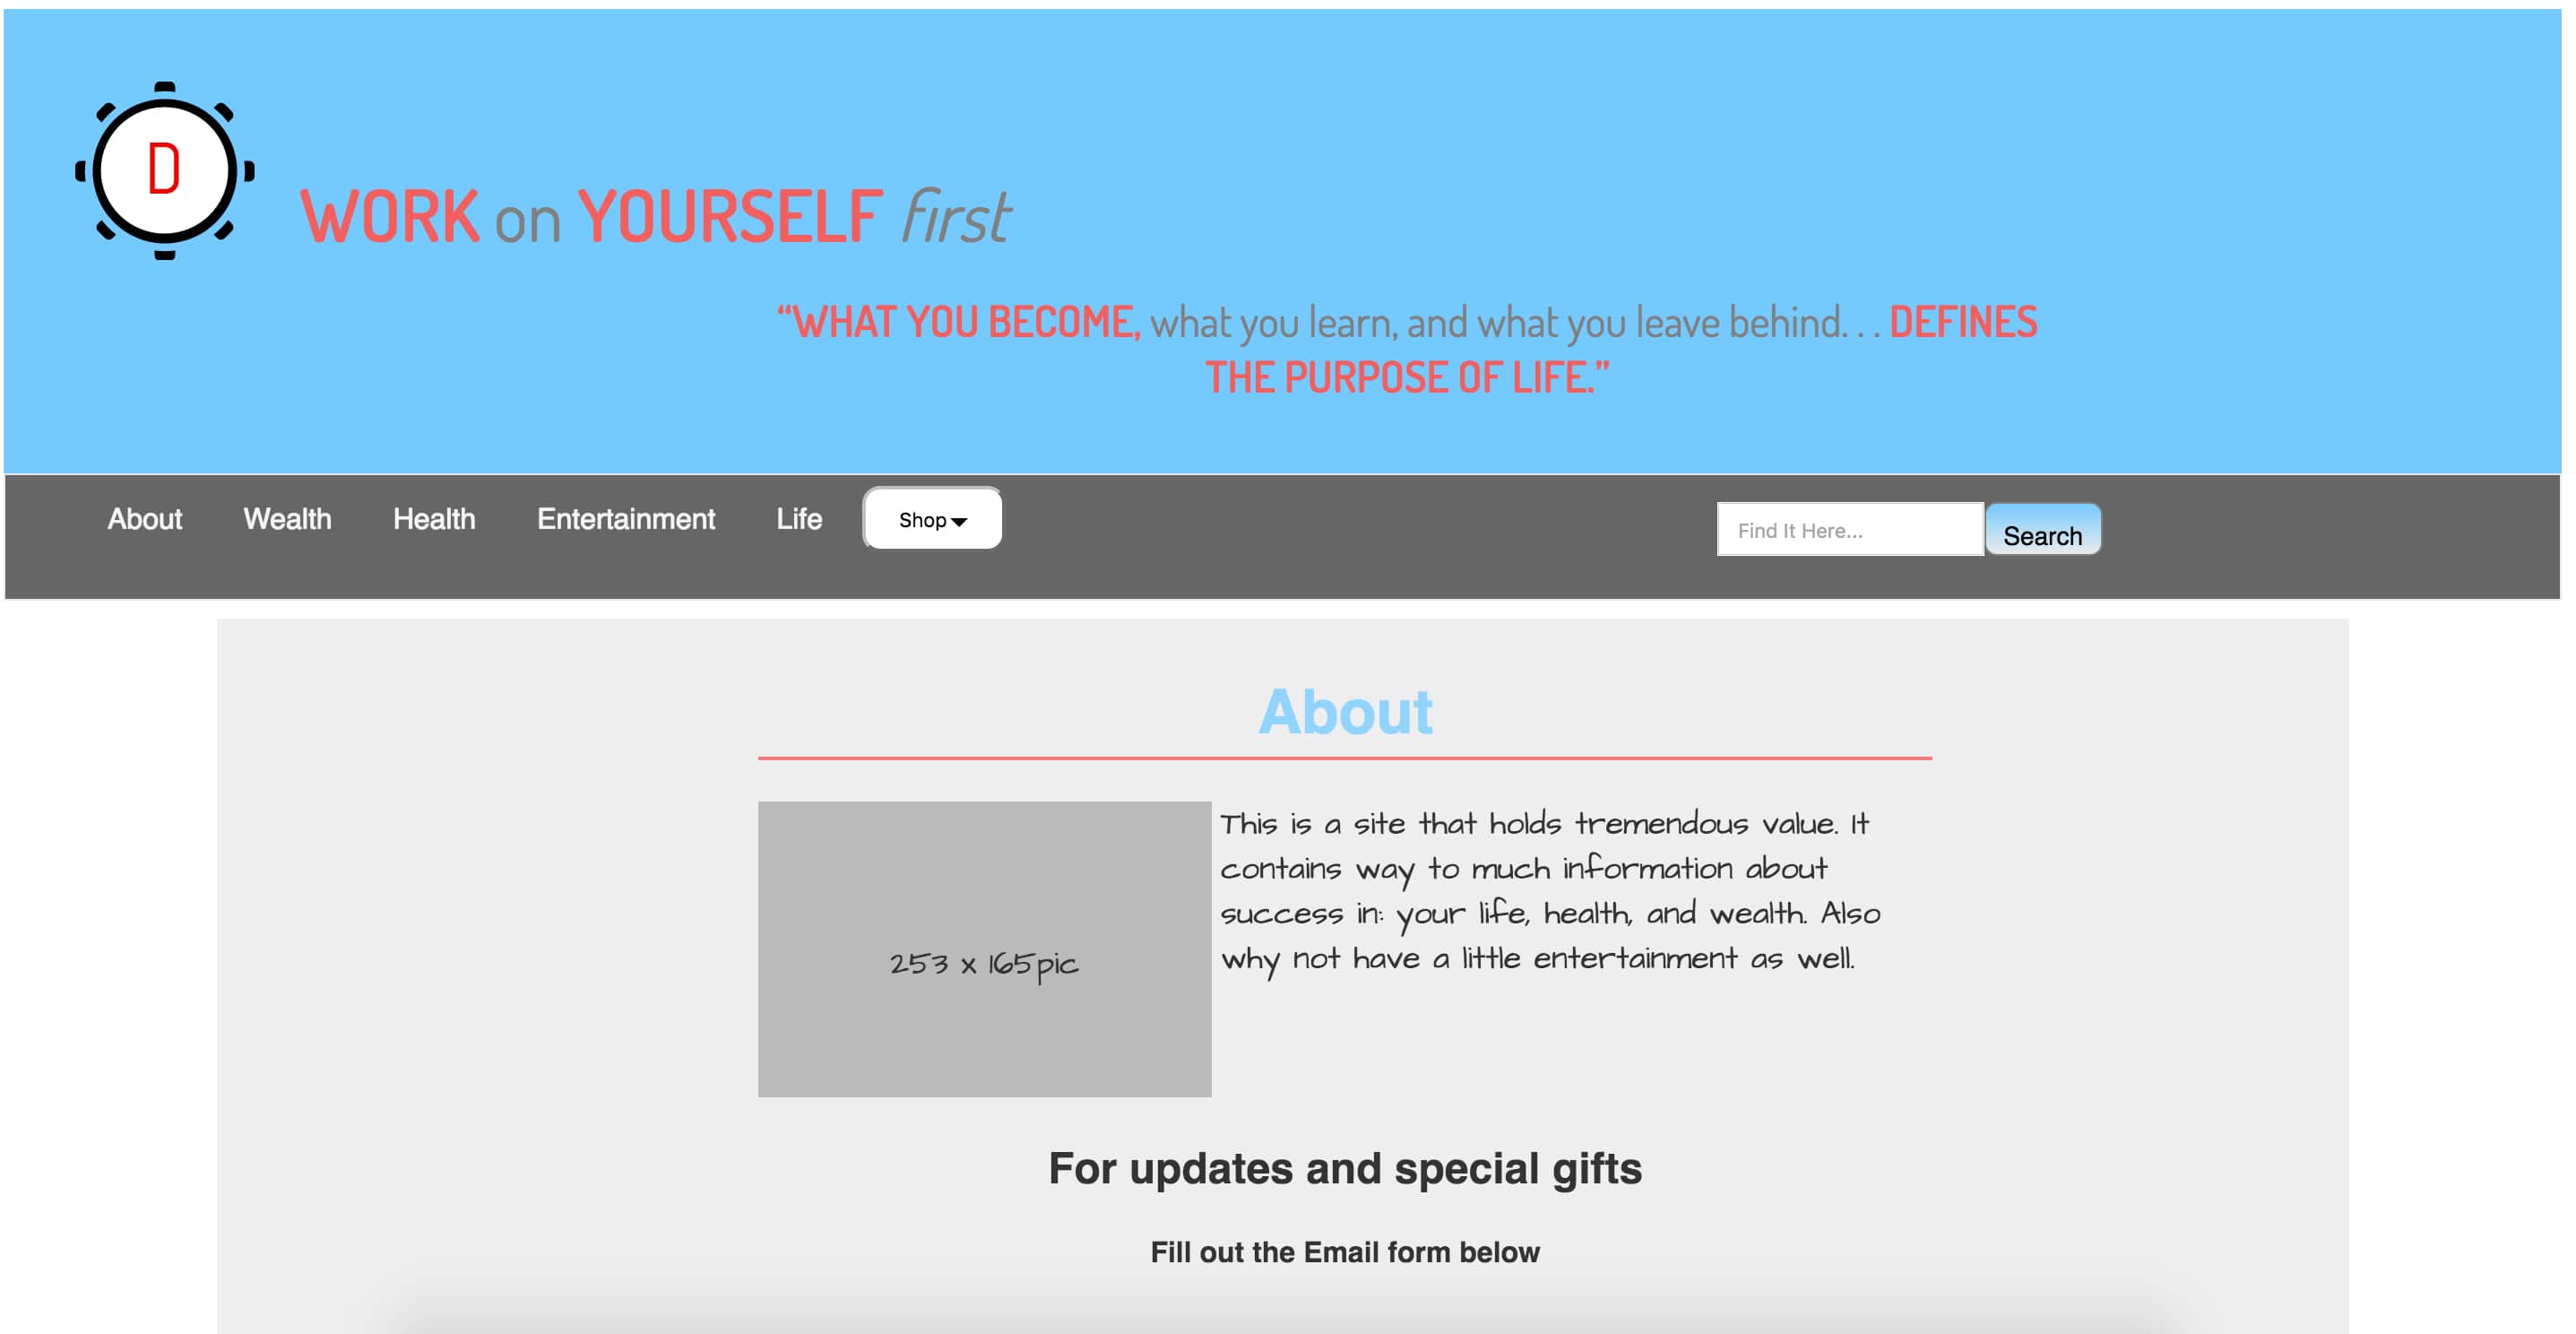 D
WORK on YOURSELF first
“WHAT YOU BECOME, what you learn, and what you leave behind. . . DEFINES
THE PURPOSE OF LIFE.”
About Wealth Health Entertainment Life Shop Find It Here... Search
About
This is a site that holds tremendous value. It
contains way to much information about
success in: your life, health, and wealth. Also
why not have a little entertainment as well.
253 x 165pic
For updates and special gifts
Fill out the Email form below